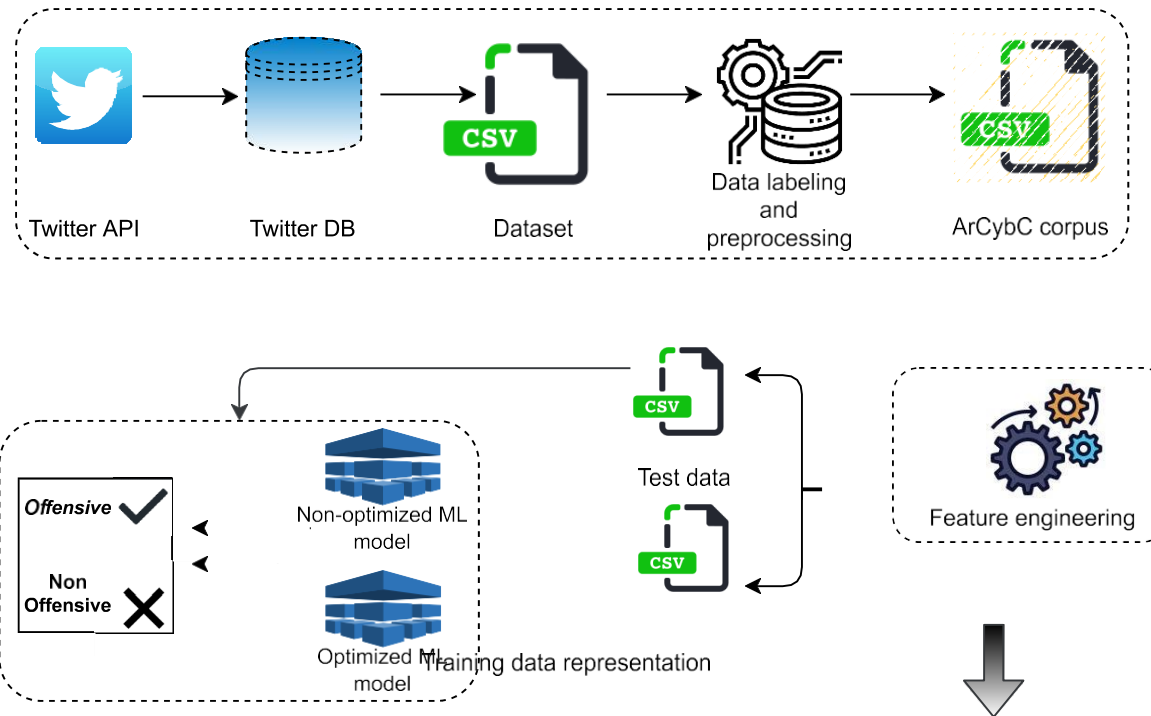 CSV
CSV
Twitter API
Twitter DB
Dataset
Data labeling
and
preprocessing
ArCybC corpus
CSV
Test data
Feature engineering
Offensive
Non-optimized ML
model
CSV
Non
Offensive
Optimized ML
model
Training data representation